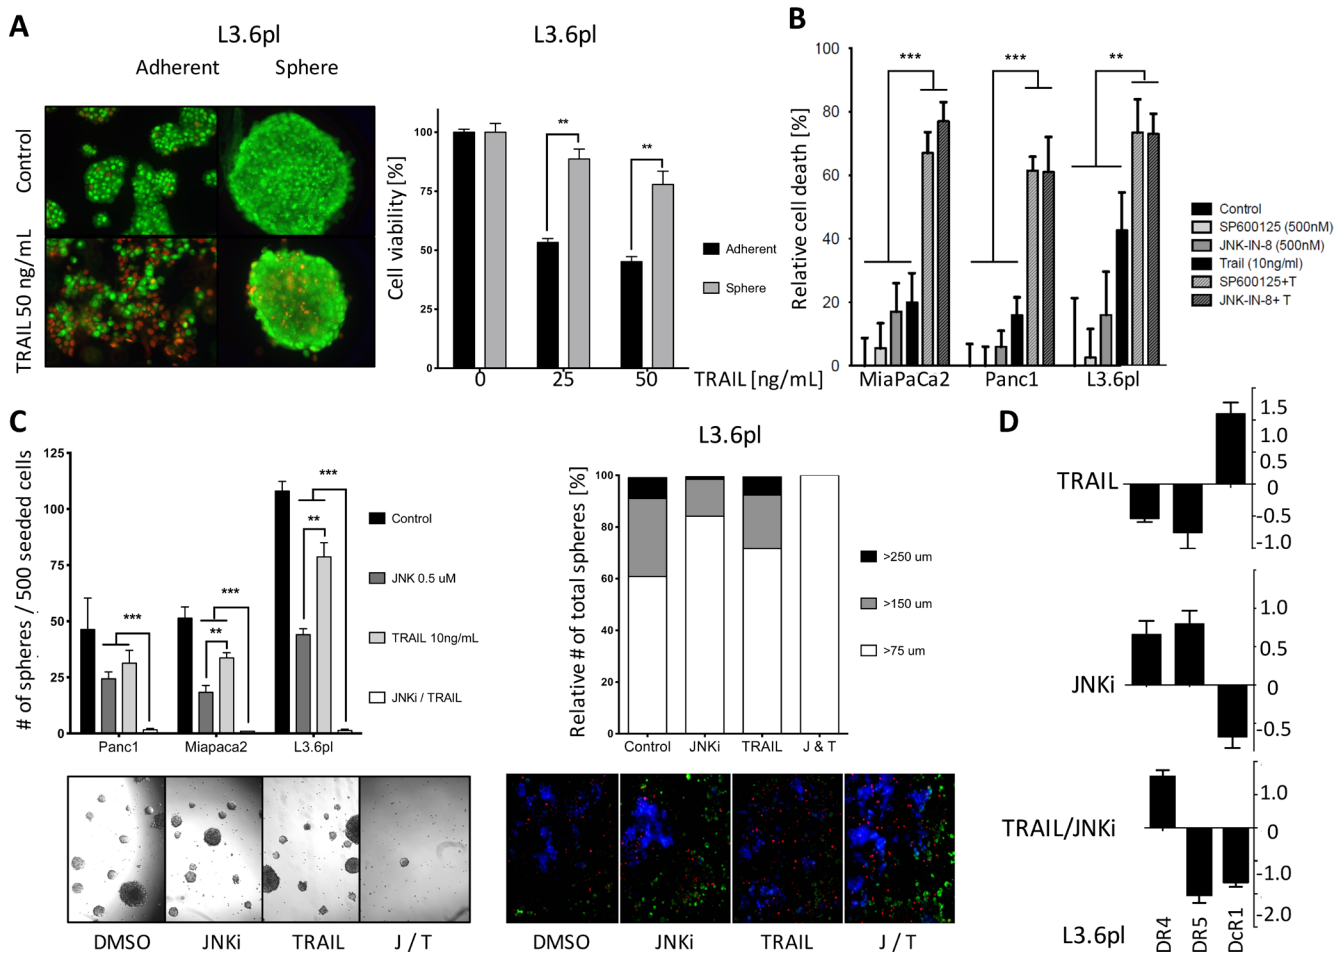 A
L3.6pl
Adherent Sphere
Control
TRAIL 50 ng/mL
L3.6pl
Cell viability [%]
100
75
50
25
0
**
**
0 25 50 TRAIL [ng/mL]
Adherent
Sphere
B
Relative cell death [%]
100
80
60
40
20
0
***
***
**
MiaPaCa2 Panc1 L3.6pl
Control
SP600125 (500nM)
JNK-IN-8 (500nM)
Trail (10ng/ml)
SP600125+T
JNK-IN-8+ T
C
# of spheres / 500 seeded cells
125
100
75
50
25
0
***
***
**
***
**
Panc1 Miapaca2 L3.6pl
Control
JNK 0.5 uM
TRAIL 10ng/mL
JNKi / TRAIL
L3.6pl
Relative # of total spheres [%]
100
80
60
40
20
0
Control JNKi TRAIL J & T
>250 um
>150 um
>75 um
DMSO JNKi TRAIL J / T
DMSO JNKi TRAIL J / T
D
TRAIL
1.5
1.0
0.5
0
-0.5
-1.0
JNKi
1.0
0.5
0
-0.5
TRAIL/JNKi
1.0
0
-1.0
-2.0
L3.6pl
DR4
DR5
DcR1